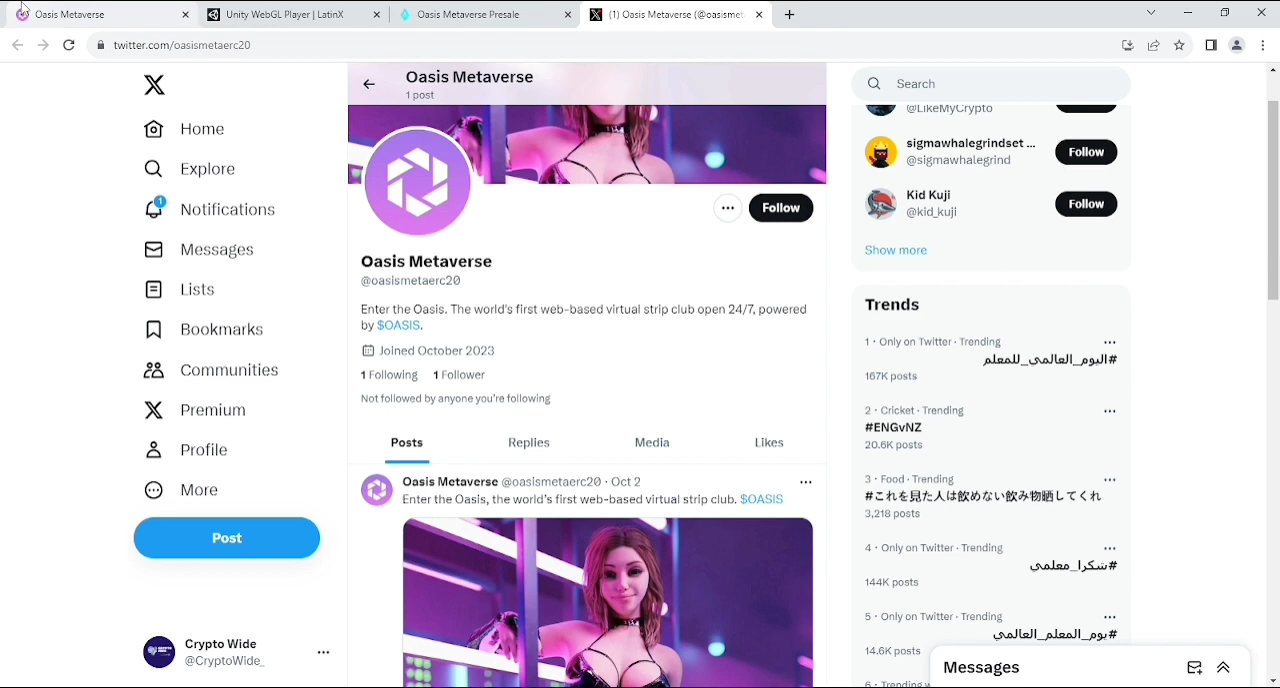 Oasis Metaverse
Unity WebGL Player | LatinX
Oasis Metaverse Presale
(1) Oasis Metaverse (@oasismet
twitter.com/oasismetaerc20
Home
Explore
1
Notifications
Messages
Lists
Bookmarks
Communities
Premium
Profile
More
Post
Crypto Wide
@CryptoWide_
Oasis Metaverse
1 post
Follow
Oasis Metaverse
@oasismetaerc20
Enter the Oasis. The world's first web-based virtual strip club open 24/7, powered
by $OASIS.
Joined October 2023
1 Following 1 Follower
Not followed by anyone you're following
Posts Replies Media Likes
Oasis Metaverse @oasismetaerc20 · Oct 2
Enter the Oasis, the world's first web-based virtual strip club. $OASIS
Search
@LikeMyCrypto
sigmawhalegrindset ...
@sigmawhalegrind
Follow
Kid Kuji
@kid_kuji
Follow
Show more
Trends
1 · Only on Twitter · Trending
#اليوم_العالمي_للمعلم
167K posts
2 · Cricket · Trending
#ENGvNZ
20.6K posts
3 · Food · Trending
#これを見た人は飲めない飲み物晒してくれ
3,218 posts
4 · Only on Twitter · Trending
#شكرا_معلمي
144K posts
5 · Only on Twitter · Trending
#يوم_المعلم_العالمي
14.6K posts
6 · Trending
Messages